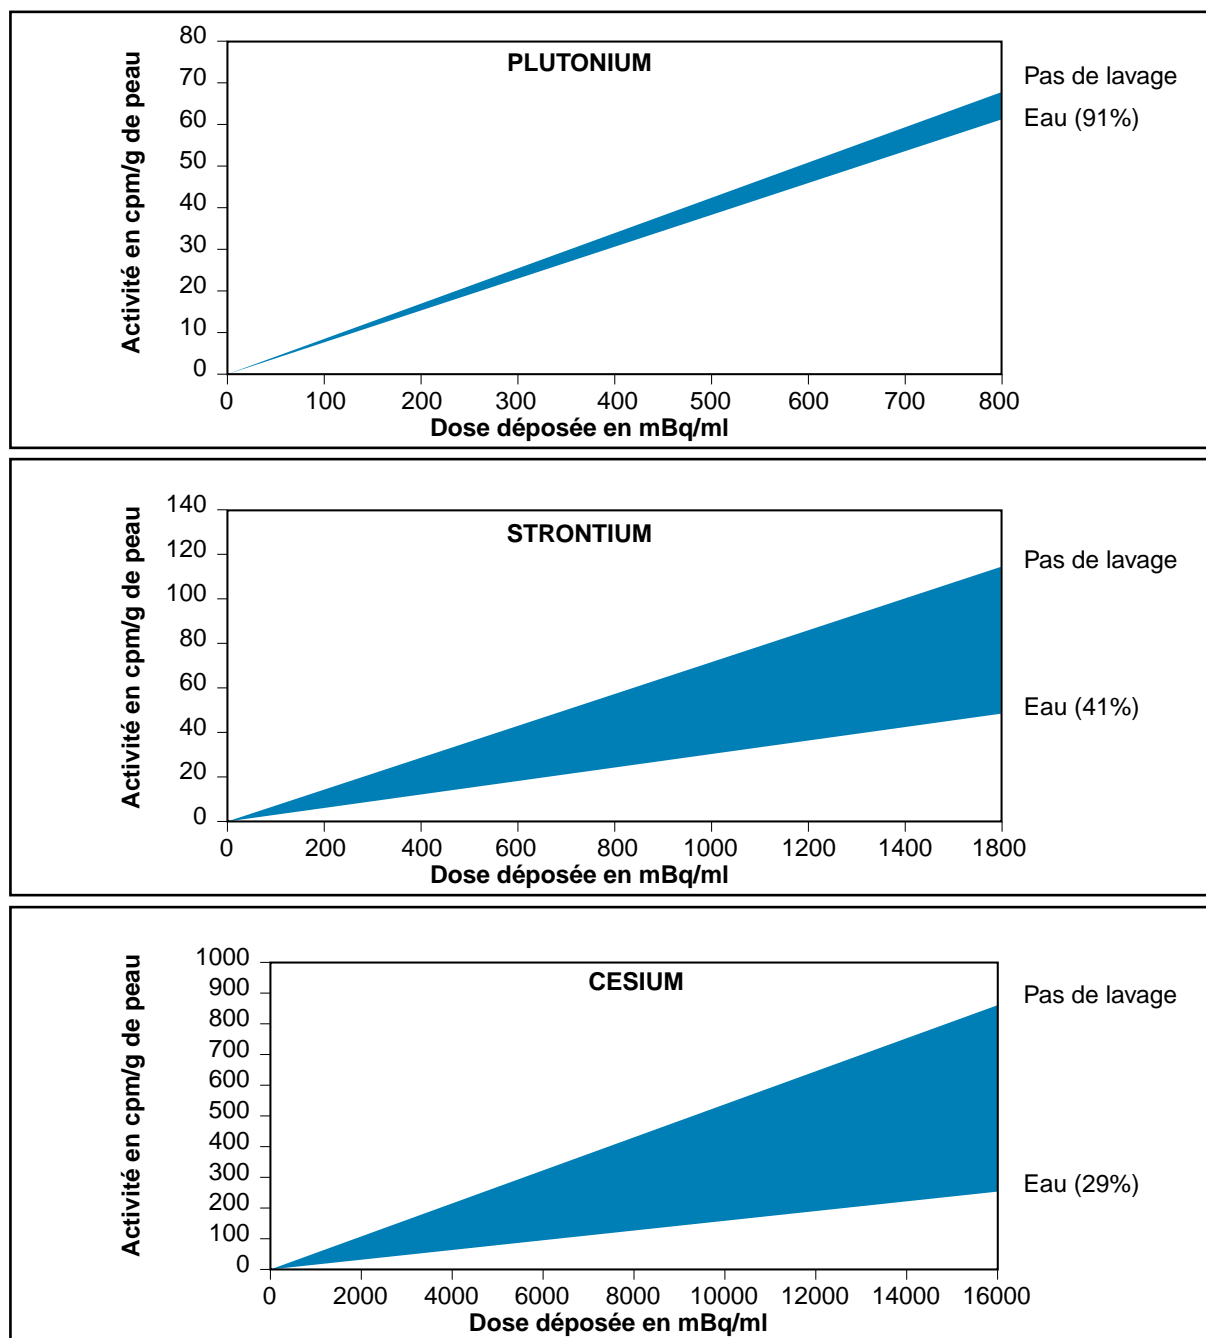 PLUTONIUM
Activité en cpm/g de peau
80
70
60
50
40
30
20
10
0
0 100 200 300 400 500 600 700 800
Dose déposée en mBq/ml
Pas de lavage
Eau (91%)
STRONTIUM
Activité en cpm/g de peau
140
120
100
80
60
40
20
0
0 200 400 600 800 1000 1200 1400 1800
Dose déposée en mBq/ml
Pas de lavage
Eau (41%)
CESIUM
Activité en cpm/g de peau
1000
900
800
700
600
500
400
300
200
100
0
0 2000 4000 6000 8000 10000 12000 14000 16000
Dose déposée en mBq/ml
Pas de lavage
Eau (29%)